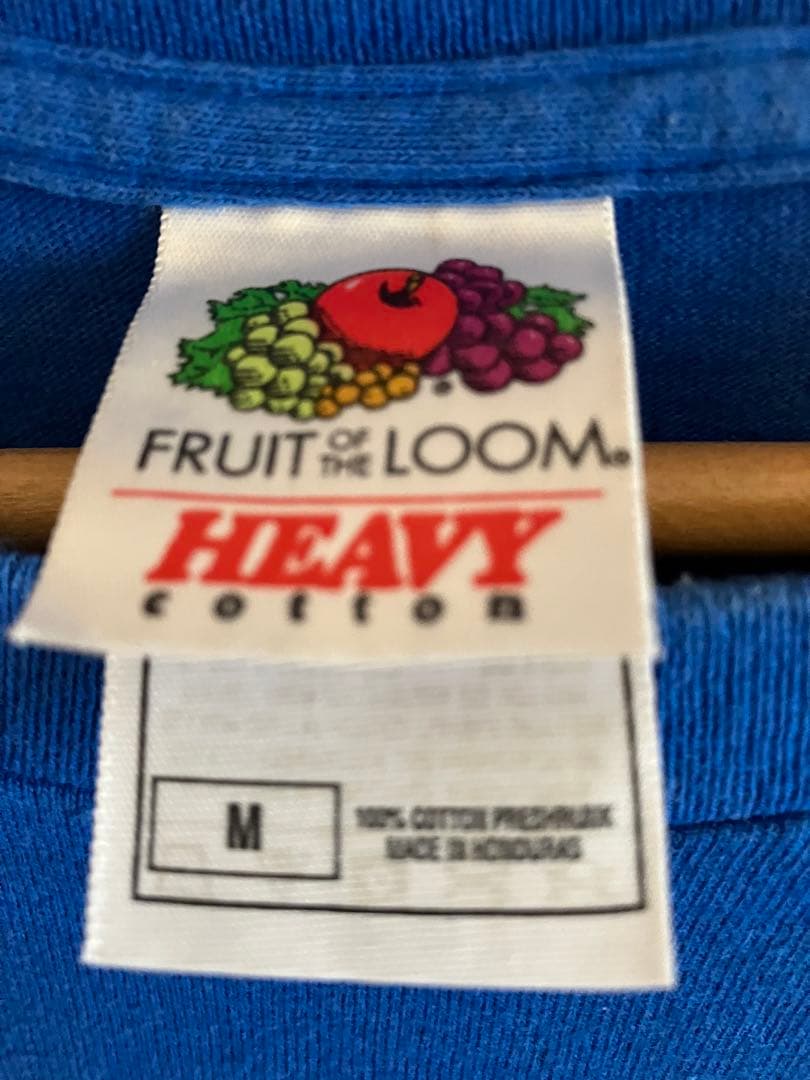 FRUIT OF THE LOOM®
HEAVY
cotton
M
100% COTTON PRESHRUNK
MADE IN HONDURAS